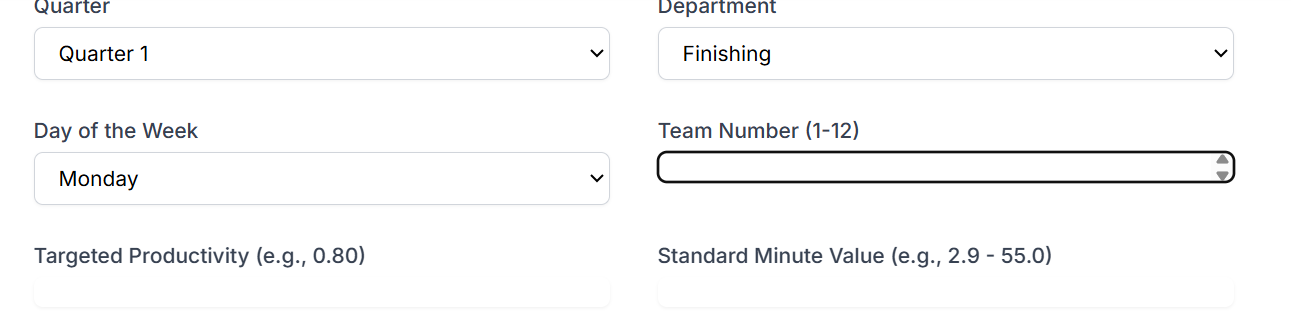 Quarter
Department
Quarter 1
Finishing
Day of the Week
Team Number (1-12)
Monday
Targeted Productivity (e.g., 0.80)
Standard Minute Value (e.g., 2.9 - 55.0)